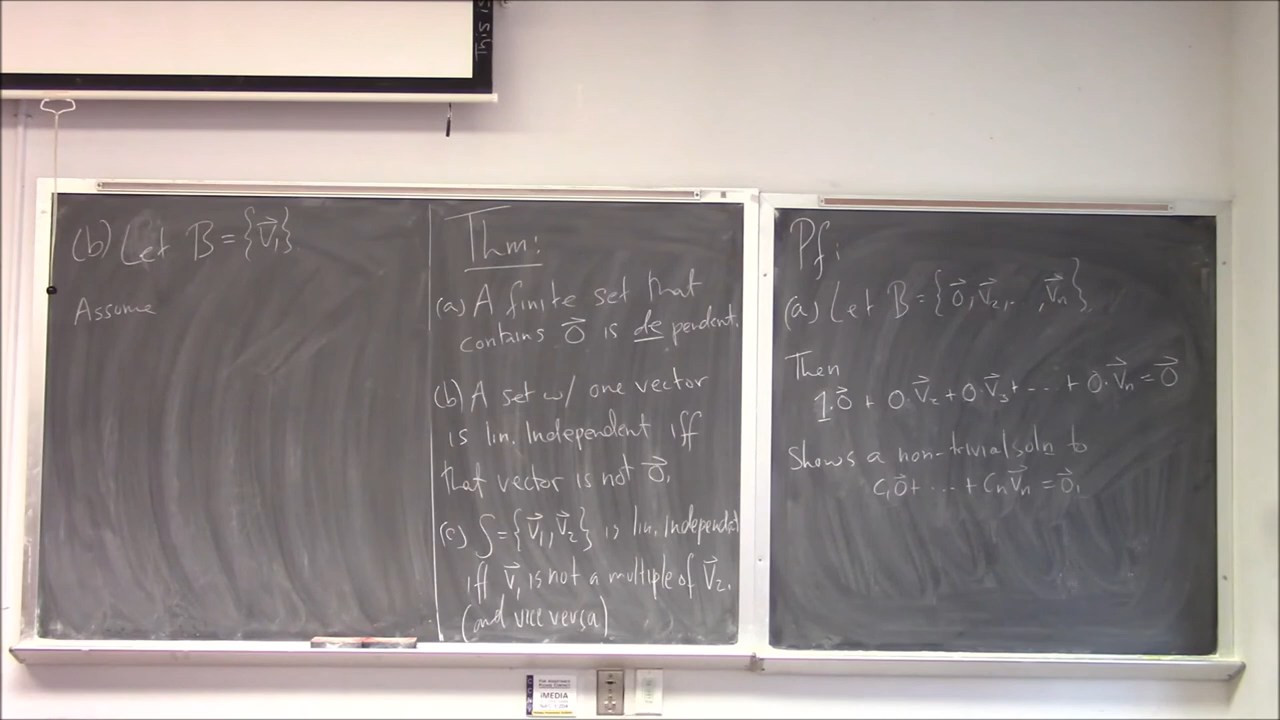 This is
(b) Let B = {v⃗₁}
Assume
Thm:
(a) A finite set that
contains 0⃗ is dependent.
(b) A set w/ one vector
is lin. Independent iff
that vector is not 0⃗.
(c) S = {v⃗₁, v⃗₂} is lin. independent
iff v⃗₁ is not a multiple of v⃗₂.
(and vice versa)
Pf:
(a) Let B = {0⃗, v⃗₂, ... , v⃗ₙ}.
Then
1·0⃗ + 0·v⃗₂ + 0·v⃗₃ + ... + 0·v⃗ₙ = 0⃗
Shows a non-trivial soln to
c₁0⃗ + ... + cₙv⃗ₙ = 0⃗.
iMEDIA